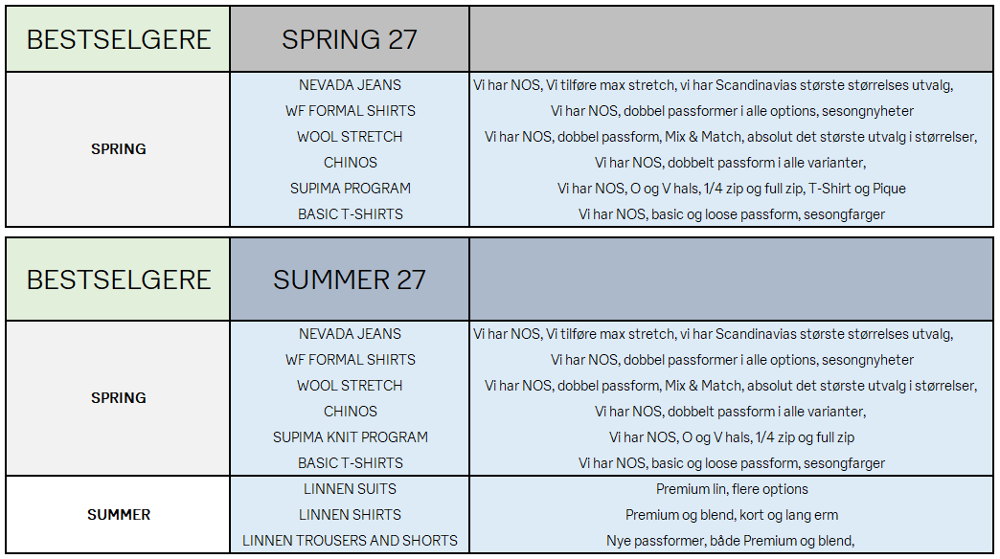 BESTSELGERE SPRING 27
SPRING
NEVADA JEANS Vi har NOS, Vi tilføre max stretch, vi har Scandinavias største størrelses utvalg,
WF FORMAL SHIRTS Vi har NOS, dobbel passformer i alle options, sesongnyheter
WOOL STRETCH Vi har NOS, dobbel passform, Mix & Match, absolut det største utvalg i størrelser,
CHINOS Vi har NOS, dobbelt passform i alle varianter,
SUPIMA PROGRAM Vi har NOS, O og V hals, 1/4 zip og full zip, T-Shirt og Pique
BASIC T-SHIRTS Vi har NOS, basic og loose passform, sesongfarger
BESTSELGERE SUMMER 27
SPRING
NEVADA JEANS Vi har NOS, Vi tilføre max stretch, vi har Scandinavias største størrelses utvalg,
WF FORMAL SHIRTS Vi har NOS, dobbel passformer i alle options, sesongnyheter
WOOL STRETCH Vi har NOS, dobbel passform, Mix & Match, absolut det største utvalg i størrelser,
CHINOS Vi har NOS, dobbelt passform i alle varianter,
SUPIMA KNIT PROGRAM Vi har NOS, O og V hals, 1/4 zip og full zip
BASIC T-SHIRTS Vi har NOS, basic og loose passform, sesongfarger
SUMMER
LINNEN SUITS Premium lin, flere options
LINNEN SHIRTS Premium og blend, kort og lang erm
LINNEN TROUSERS AND SHORTS Nye passformer, både Premium og blend,